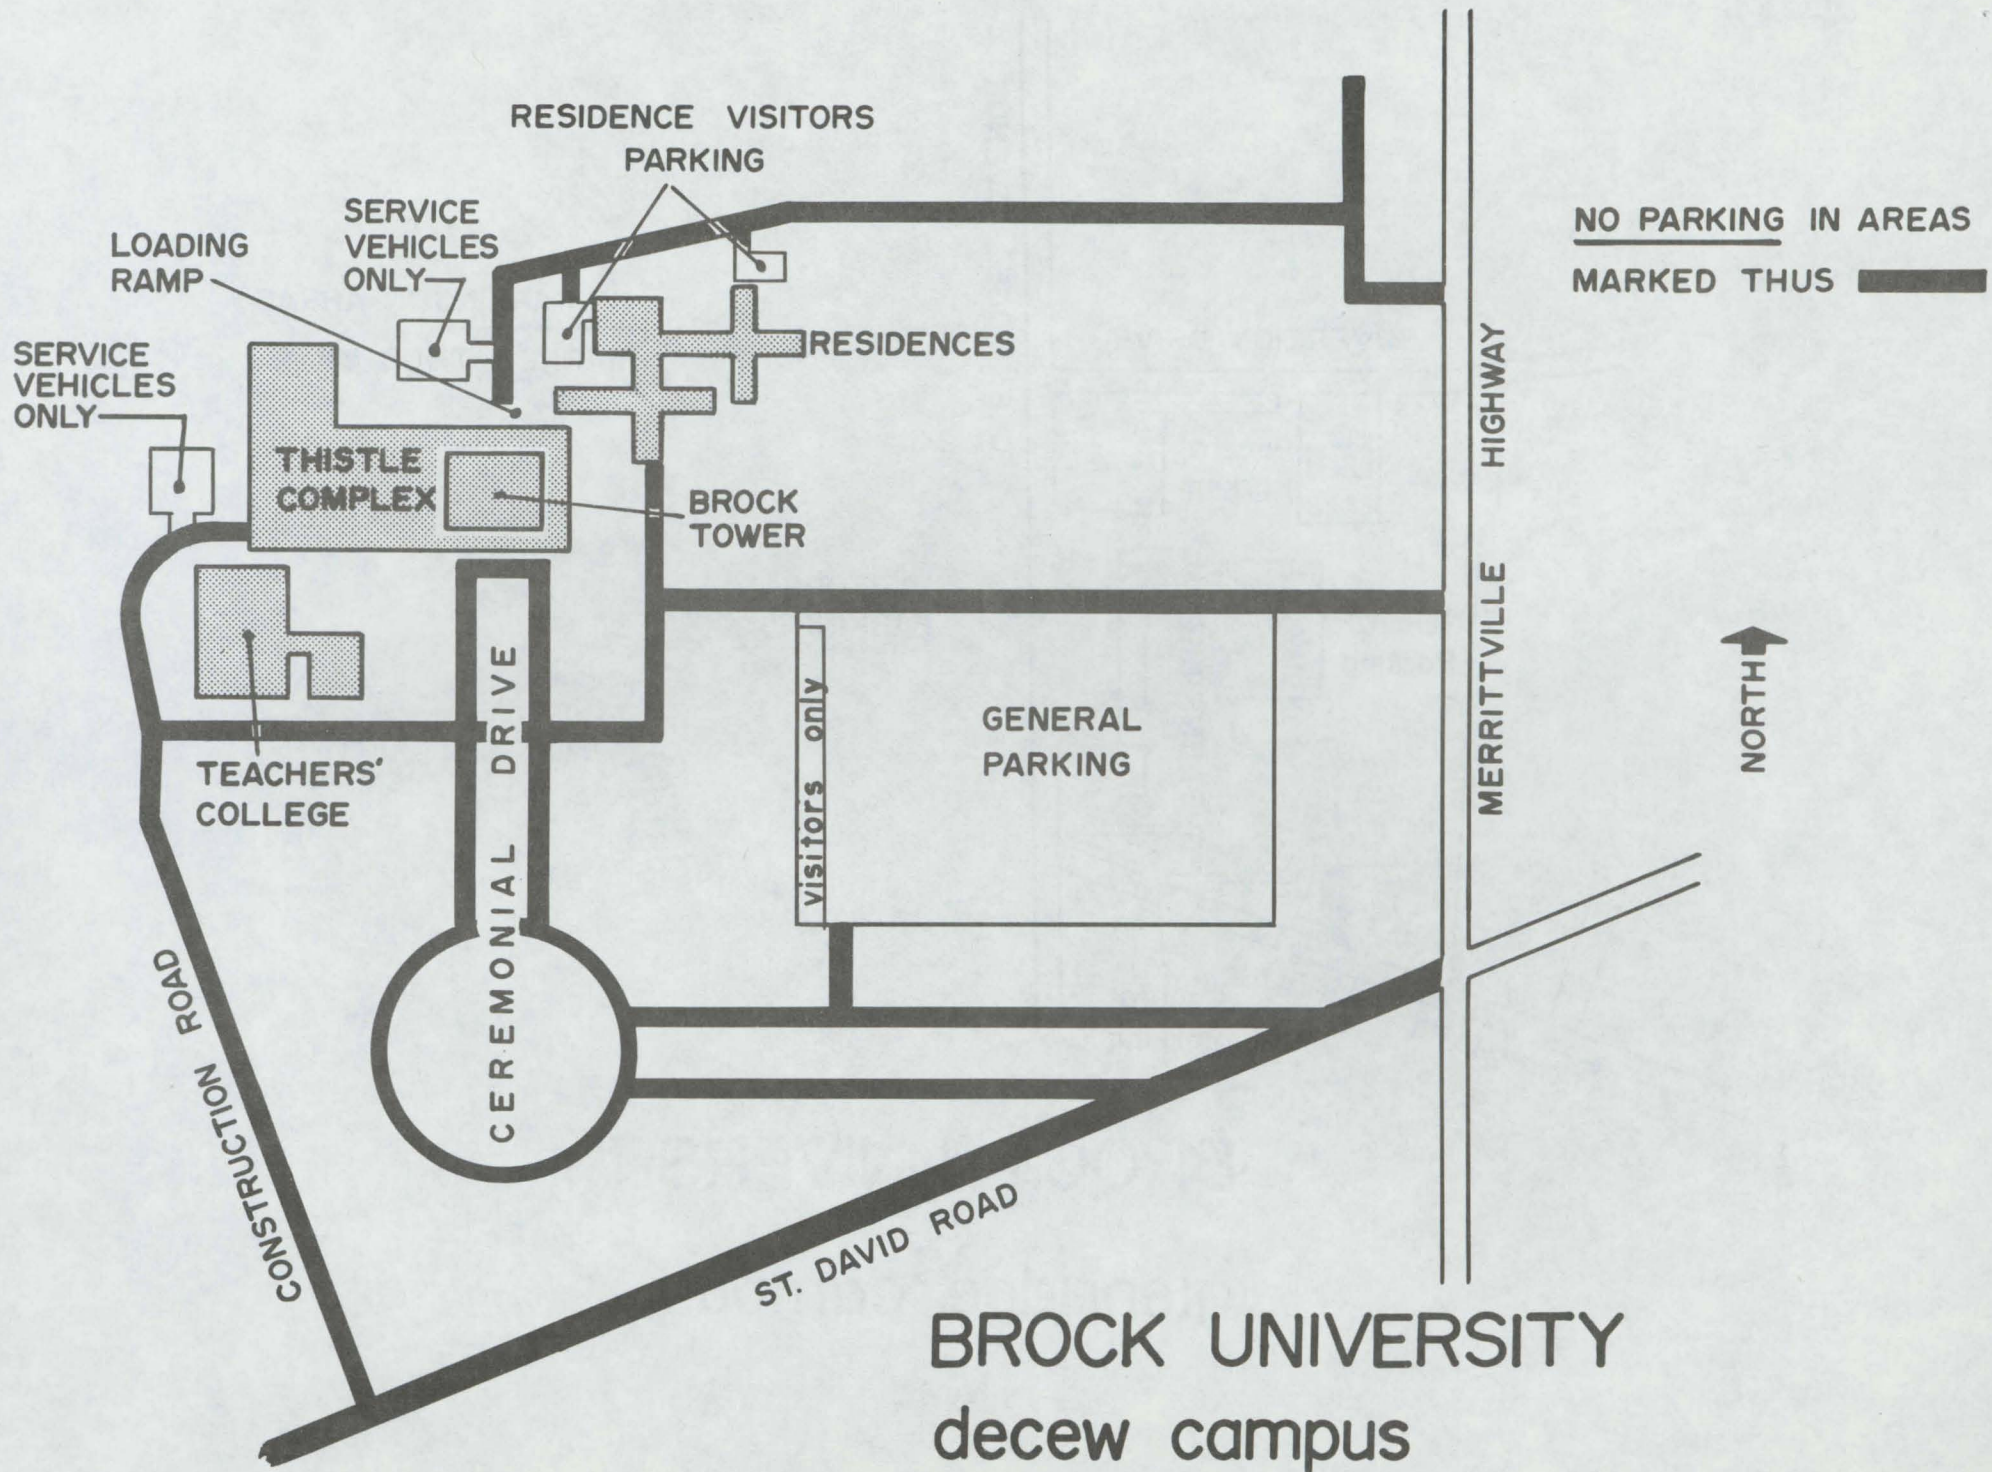 RESIDENCE VISITORS
PARKING
SERVICE
VEHICLES
ONLY
LOADING
RAMP
NO PARKING IN AREAS
MARKED THUS
SERVICE
VEHICLES
ONLY
RESIDENCES
THISTLE
COMPLEX
BROCK
TOWER
MERRITTVILLE HIGHWAY
NORTH
visitors only
GENERAL
PARKING
TEACHERS'
COLLEGE
CEREMONIAL DRIVE
CONSTRUCTION ROAD
ST. DAVID ROAD
BROCK UNIVERSITY
decew campus